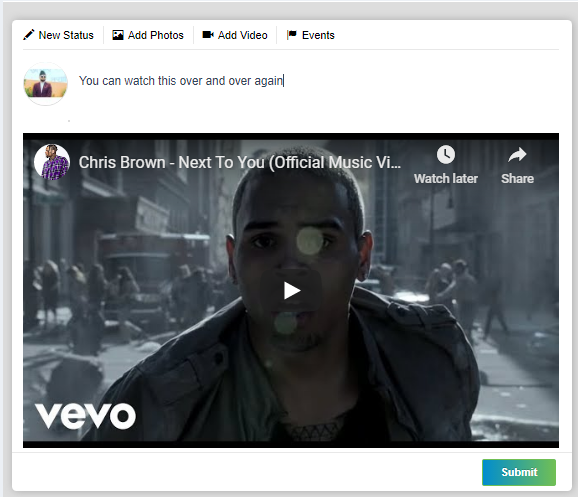 New Status Add Photos Add Video Events
You can watch this over and over again
Chris Brown - Next To You (Official Music Vi...
Watch later Share
vevo
Submit